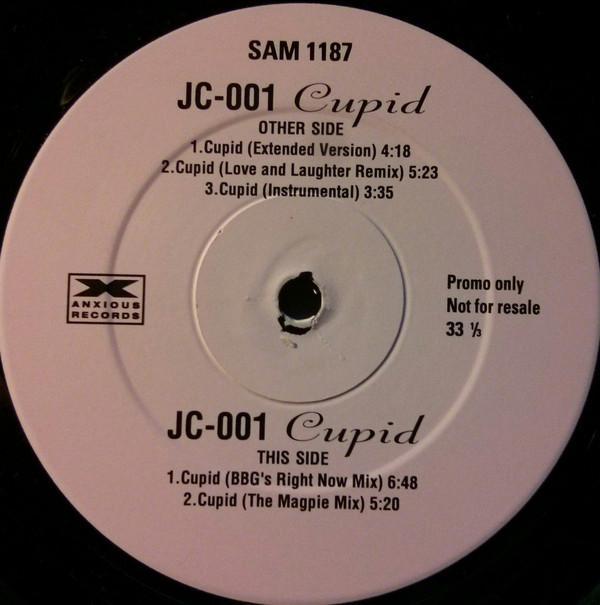 SAM 1187
JC-001 Cupid
OTHER SIDE
1.Cupid (Extended Version) 4:18
2.Cupid (Love and Laughter Remix) 5:23
3.Cupid (Instrumental) 3:35
ANXIOUS
RECORDS
Promo only
Not for resale
33 ⅓
JC-001 Cupid
THIS SIDE
1.Cupid (BBG's Right Now Mix) 6:48
2.Cupid (The Magpie Mix) 5:20